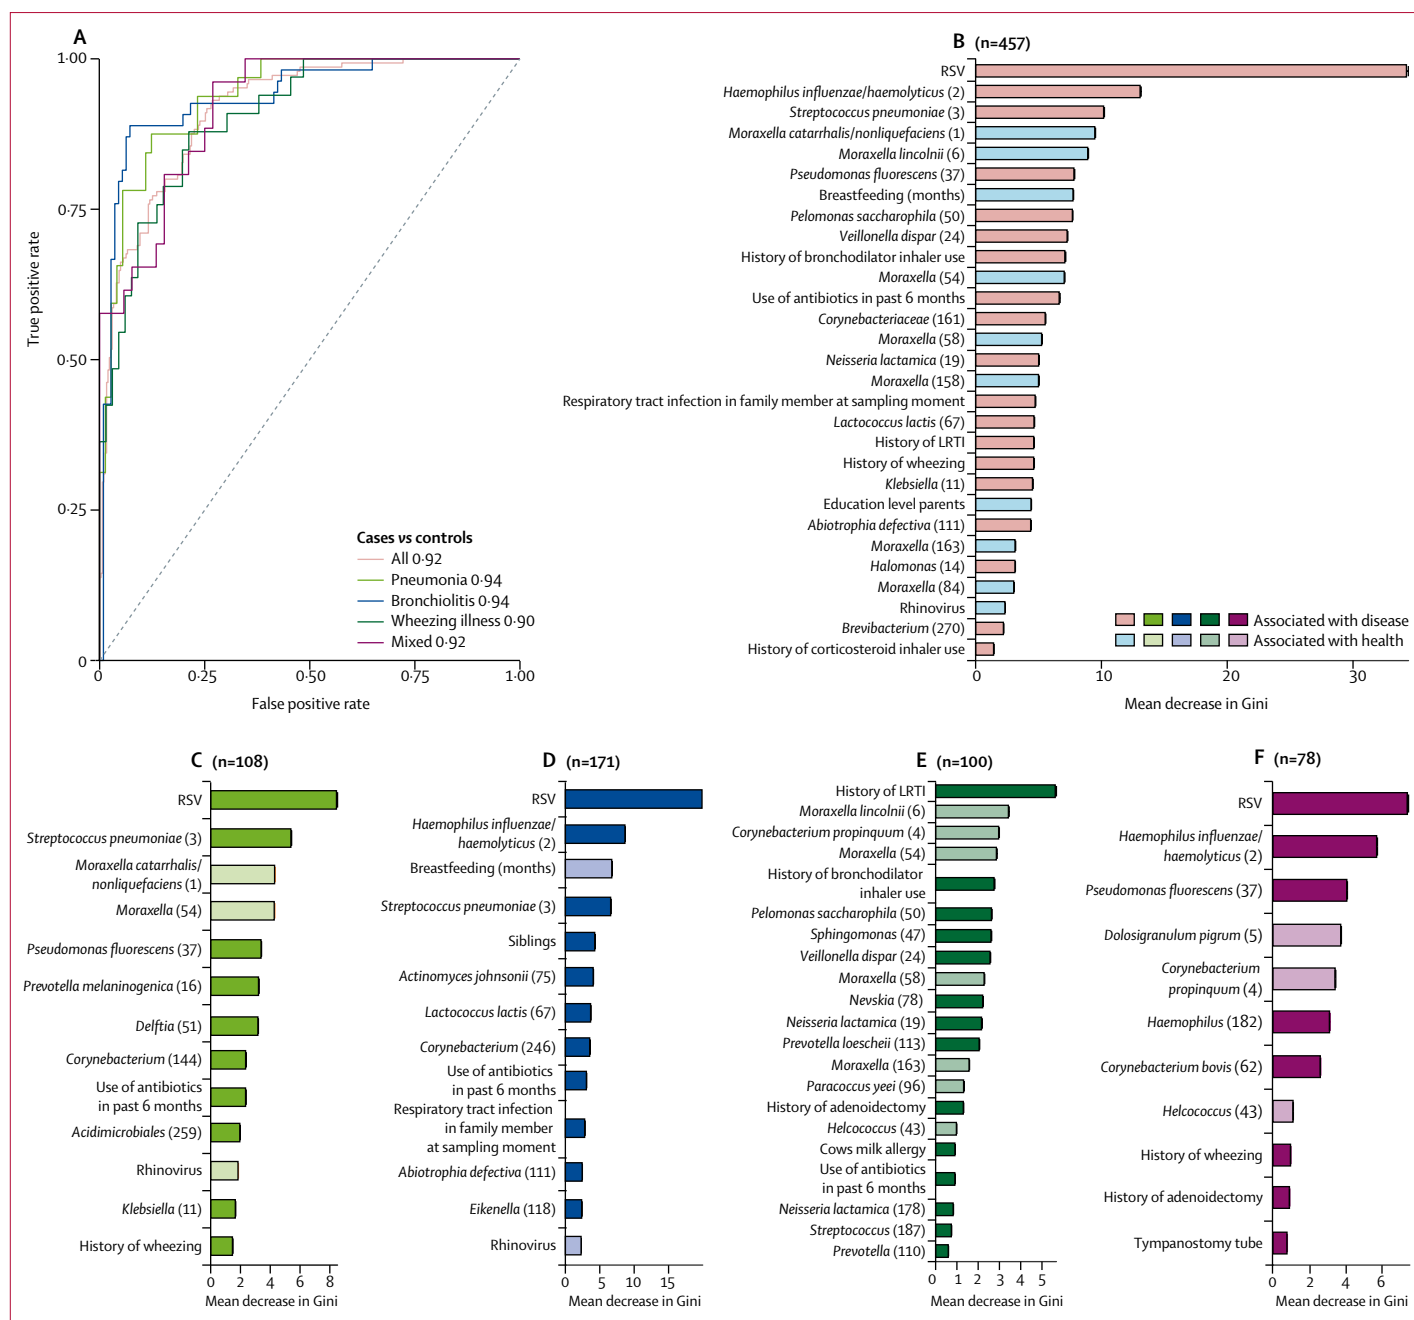 A
1·00
0·75
0·50
0·25
0
True positive rate
0
0·25
0·50
0·75
1·00
False positive rate
Cases vs controls
All 0·92
Pneumonia 0·94
Bronchiolitis 0·94
Wheezing illness 0·90
Mixed 0·92
B (n=457)
RSV
Haemophilus influenzae/haemolyticus (2)
Streptococcus pneumoniae (3)
Moraxella catarrhalis/nonliquefaciens (1)
Moraxella lincolnii (6)
Pseudomonas fluorescens (37)
Breastfeeding (months)
Pelomonas saccharophila (50)
Veillonella dispar (24)
History of bronchodilator inhaler use
Moraxella (54)
Use of antibiotics in past 6 months
Corynebacteriaceae (161)
Moraxella (58)
Neisseria lactamica (19)
Moraxella (158)
Respiratory tract infection in family member at sampling moment
Lactococcus lactis (67)
History of LRTI
History of wheezing
Klebsiella (11)
Education level parents
Abiotrophia defectiva (111)
Moraxella (163)
Halomonas (14)
Moraxella (84)
Rhinovirus
Brevibacterium (270)
History of corticosteroid inhaler use
Associated with disease
Associated with health
0
10
20
30
Mean decrease in Gini
C (n=108)
RSV
Streptococcus pneumoniae (3)
Moraxella catarrhalis/
nonliquefaciens (1)
Moraxella (54)
Pseudomonas fluorescens (37)
Prevotella melaninogenica (16)
Delftia (51)
Corynebacterium (144)
Use of antibiotics
in past 6 months
Acidimicrobiales (259)
Rhinovirus
Klebsiella (11)
History of wheezing
0
2
4
6
8
Mean decrease in Gini
D (n=171)
RSV
Haemophilus influenzae/
haemolyticus (2)
Breastfeeding (months)
Streptococcus pneumoniae (3)
Siblings
Actinomyces johnsonii (75)
Lactococcus lactis (67)
Corynebacterium (246)
Use of antibiotics
in past 6 months
Respiratory tract infection
in family member
at sampling moment
Abiotrophia defectiva (111)
Eikenella (118)
Rhinovirus
0
5
10
15
Mean decrease in Gini
E (n=100)
History of LRTI
Moraxella lincolnii (6)
Corynebacterium propinquum (4)
Moraxella (54)
History of bronchodilator
inhaler use
Pelomonas saccharophila (50)
Sphingomonas (47)
Veillonella dispar (24)
Moraxella (58)
Nevskia (78)
Neisseria lactamica (19)
Prevotella loescheii (113)
Moraxella (163)
Paracoccus yeei (96)
History of adenoidectomy
Helcococcus (43)
Cows milk allergy
Use of antibiotics
in past 6 months
Neisseria lactamica (178)
Streptococcus (187)
Prevotella (110)
0
1
2
3
4
5
Mean decrease in Gini
F (n=78)
RSV
Haemophilus influenzae/
haemolyticus (2)
Pseudomonas fluorescens (37)
Dolosigranulum pigrum (5)
Corynebacterium
propinquum (4)
Haemophilus (182)
Corynebacterium bovis (62)
Helcococcus (43)
History of wheezing
History of adenoidectomy
Tympanostomy tube
0
2
4
6
Mean decrease in Gini